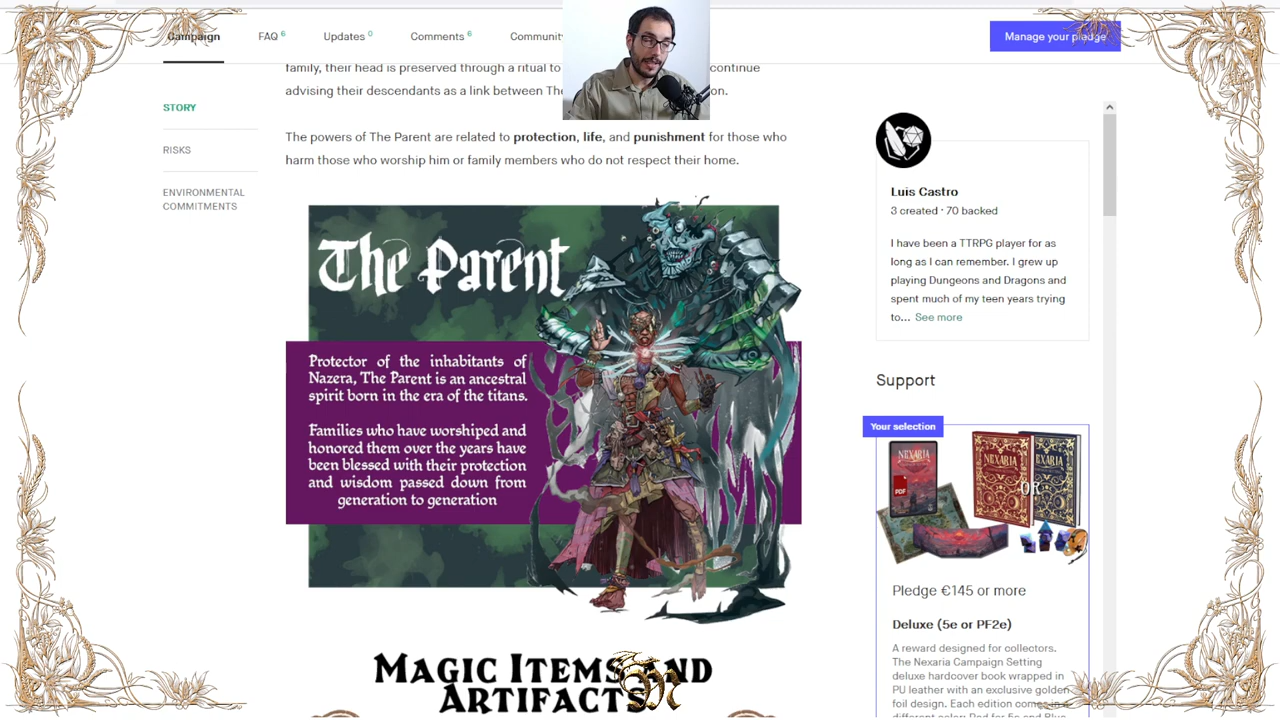 Campaign
FAQ 6
Updates 0
Comments 6
Community
Manage your pledge
family, their head is preserved through a ritual to
continue
advising their descendants as a link between The
on.
STORY
RISKS
ENVIRONMENTAL
COMMITMENTS
The powers of The Parent are related to protection, life, and punishment for those who
harm those who worship him or family members who do not respect their home.
The Parent
Protector of the inhabitants of
Nazera, The Parent is an ancestral
spirit born in the era of the titans.
Families who have worshiped and
honored them over the years have
been blessed with their protection
and wisdom passed down from
generation to generation
MAGIC ITEMS AND
ARTIFACTS
Luis Castro
3 created · 70 backed
I have been a TTRPG player for as
long as I can remember. I grew up
playing Dungeons and Dragons and
spent much of my teen years trying
to... See more
Support
Your selection
NEXARIA
PDF
NEXARIA
OR
NEXARIA
Pledge €145 or more
Deluxe (5e or PF2e)
A reward designed for collectors.
The Nexaria Campaign Setting
deluxe hardcover book wrapped in
PU leather with an exclusive golden
foil design. Each edition comes in
different color: Red for 5e and Blue